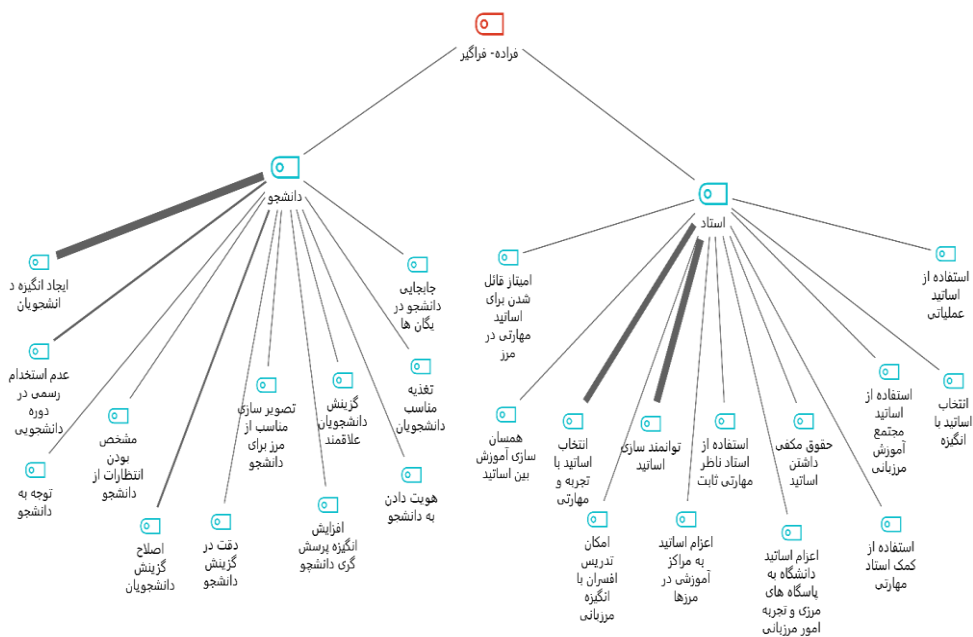 فراده- فراگیر
دانشجو
استاد
استفاده از
اساتید
عملیاتی
امیتاز قائل
شدن برای
اساتید
مهارتی در
مرز
جابجایی
دانشجو در
یگان ها
ایجاد انگیزه د
انشجویان
عدم استخدام
رسمی در
دوره
دانشجویی
مشخص
بودن
انتظارات از
دانشجو
تصویر سازی
مناسب از
مرز برای
دانشجو
گزینش
دانشجویان
علاقمند
تغذیه
مناسب
دانشجویان
همسان
سازی آموزش
بین اساتید
انتخاب
اساتید با
تجربه و
مهارتی
توانمند سازی
اساتید
استفاده از
استاد ناظر
مهارتی ثابت
حقوق مکفی
داشتن
اساتید
استفاده از
اساتید
مجتمع
آموزش
مرزبانی
انتخاب
اساتید با
انگیزه
توجه به
دانشجو
اصلاح
گزینش
دانشجویان
دقت در
گزینش
دانشجو
افزایش
انگیزه پرسش
گری دانشچو
هویت دادن
به دانشجو
امکان
تدریس
افسران با
انگیزه
مرزبانی
اعزام اساتید
به مراکز
آموزشی در
مرزها
اعزام اساتید
دانشگاه به
پاسگاه های
مرزی و تجربه
امور مرزبانی
استفاده از
کمک استاد
مهارتی